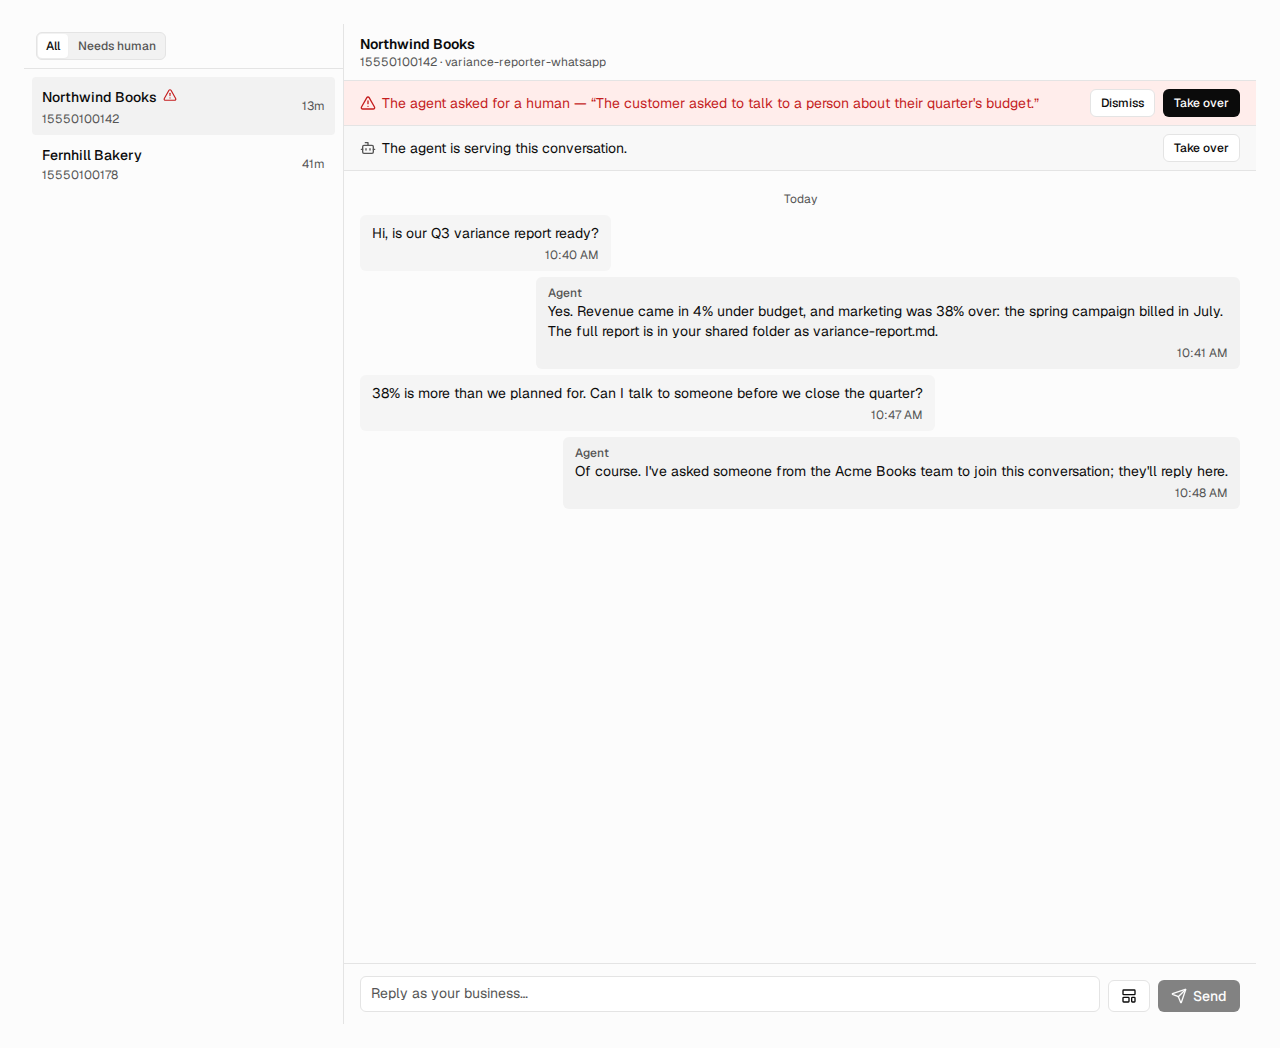 All
Needs human
Northwind Books
15550100142
13m
Fernhill Bakery
15550100178
41m
Northwind Books
15550100142 · variance-reporter-whatsapp
The agent asked for a human — “The customer asked to talk to a person about their quarter's budget.”
Dismiss
Take over
The agent is serving this conversation.
Take over
Today
Hi, is our Q3 variance report ready?
10:40 AM
Agent
Yes. Revenue came in 4% under budget, and marketing was 38% over: the spring campaign billed in July.
The full report is in your shared folder as variance-report.md.
10:41 AM
38% is more than we planned for. Can I talk to someone before we close the quarter?
10:47 AM
Agent
Of course. I've asked someone from the Acme Books team to join this conversation; they'll reply here.
10:48 AM
Reply as your business…
Send